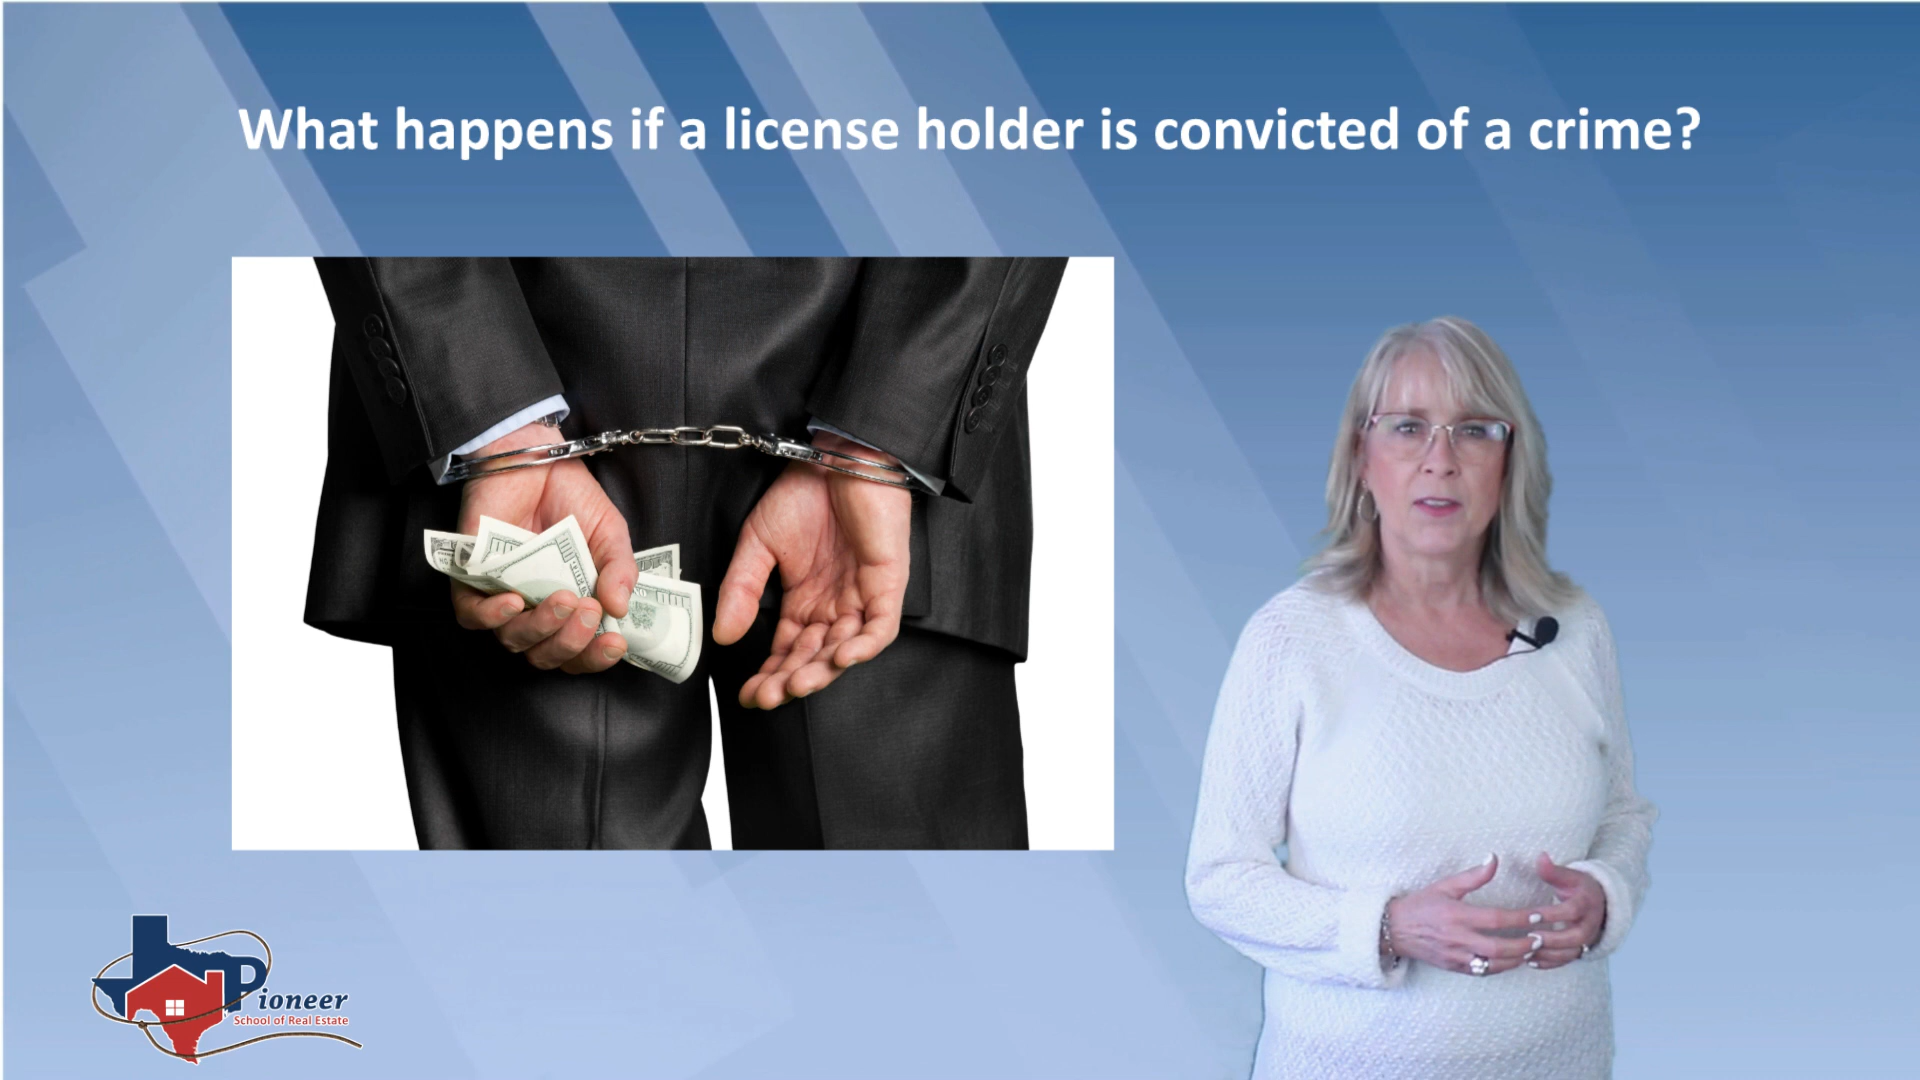 What happens if a license holder is convicted of a crime?
Pioneer
School of Real Estate